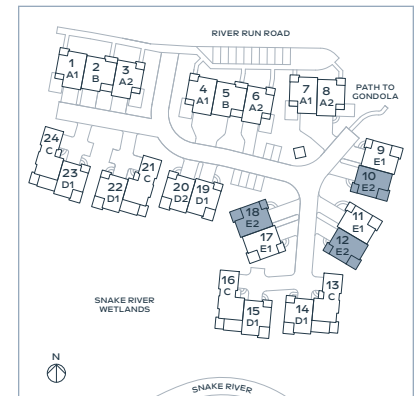 RIVER RUN ROAD
1
A1
2
B
3
A2
4
A1
5
B
6
A2
7
A1
8
A2
PATH TO
GONDOLA
9
E1
10
E2
11
E1
12
E2
24
C
23
D1
22
D1
21
C
20
D2
19
D1
18
E2
17
E1
16
C
15
D1
14
D1
13
C
SNAKE RIVER
WETLANDS
N
SNAKE RIVER